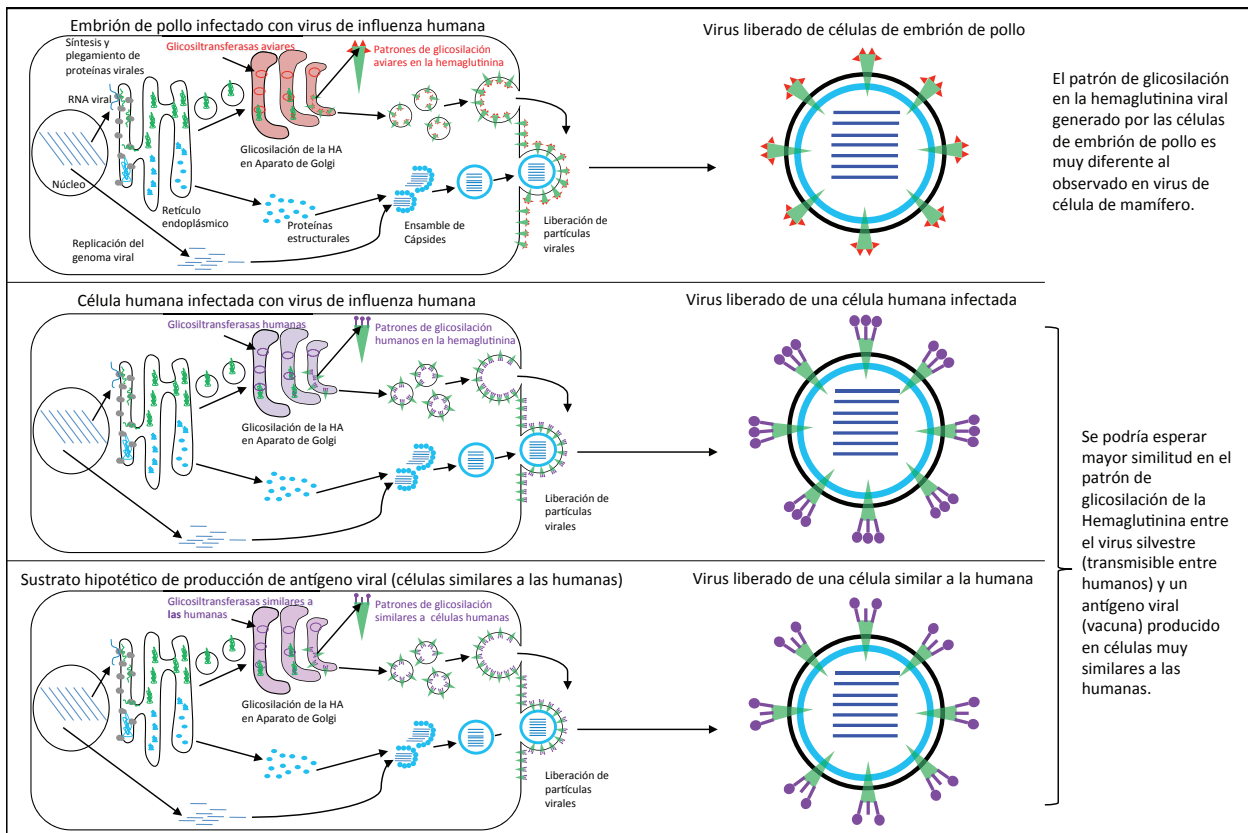 Embrión de pollo infectado con virus de influenza humana
Síntesis y
plegamiento de
proteínas virales
Glicosiltransferasas aviares
Patrones de glicosilación
aviares en la hemaglutinina
RNA viral
Glicosilación de la HA
en Aparato de Golgi
Núcleo
Retículo
endoplásmico
Proteínas
estructurales
Ensamble de
Cápsides
Liberación de
partículas
virales
Replicación del
genoma viral
Virus liberado de células de embrión de pollo
El patrón de glicosilación
en la hemaglutinina viral
generado por las células
de embrión de pollo es
muy diferente al
observado en virus de
célula de mamífero.
Célula humana infectada con virus de influenza humana
Glicosiltransferasas humanas
Patrones de glicosilación
humanos en la hemaglutinina
Glicosilación de la HA
en Aparato de Golgi
Liberación de
partículas
virales
Virus liberado de una célula humana infectada
Sustrato hipotético de producción de antígeno viral (células similares a las humanas)
Glicosiltransferasas similares a
las humanas
Patrones de glicosilación
similares a células humanas
Glicosilación de la HA
en Aparato de Golgi
Liberación de
partículas
virales
Virus liberado de una célula similar a la humana
Se podría esperar
mayor similitud en el
patrón de
glicosilación de la
Hemaglutinina entre
el virus silvestre
(transmisible entre
humanos) y un
antígeno viral
(vacuna) producido
en células muy
similares a las
humanas.